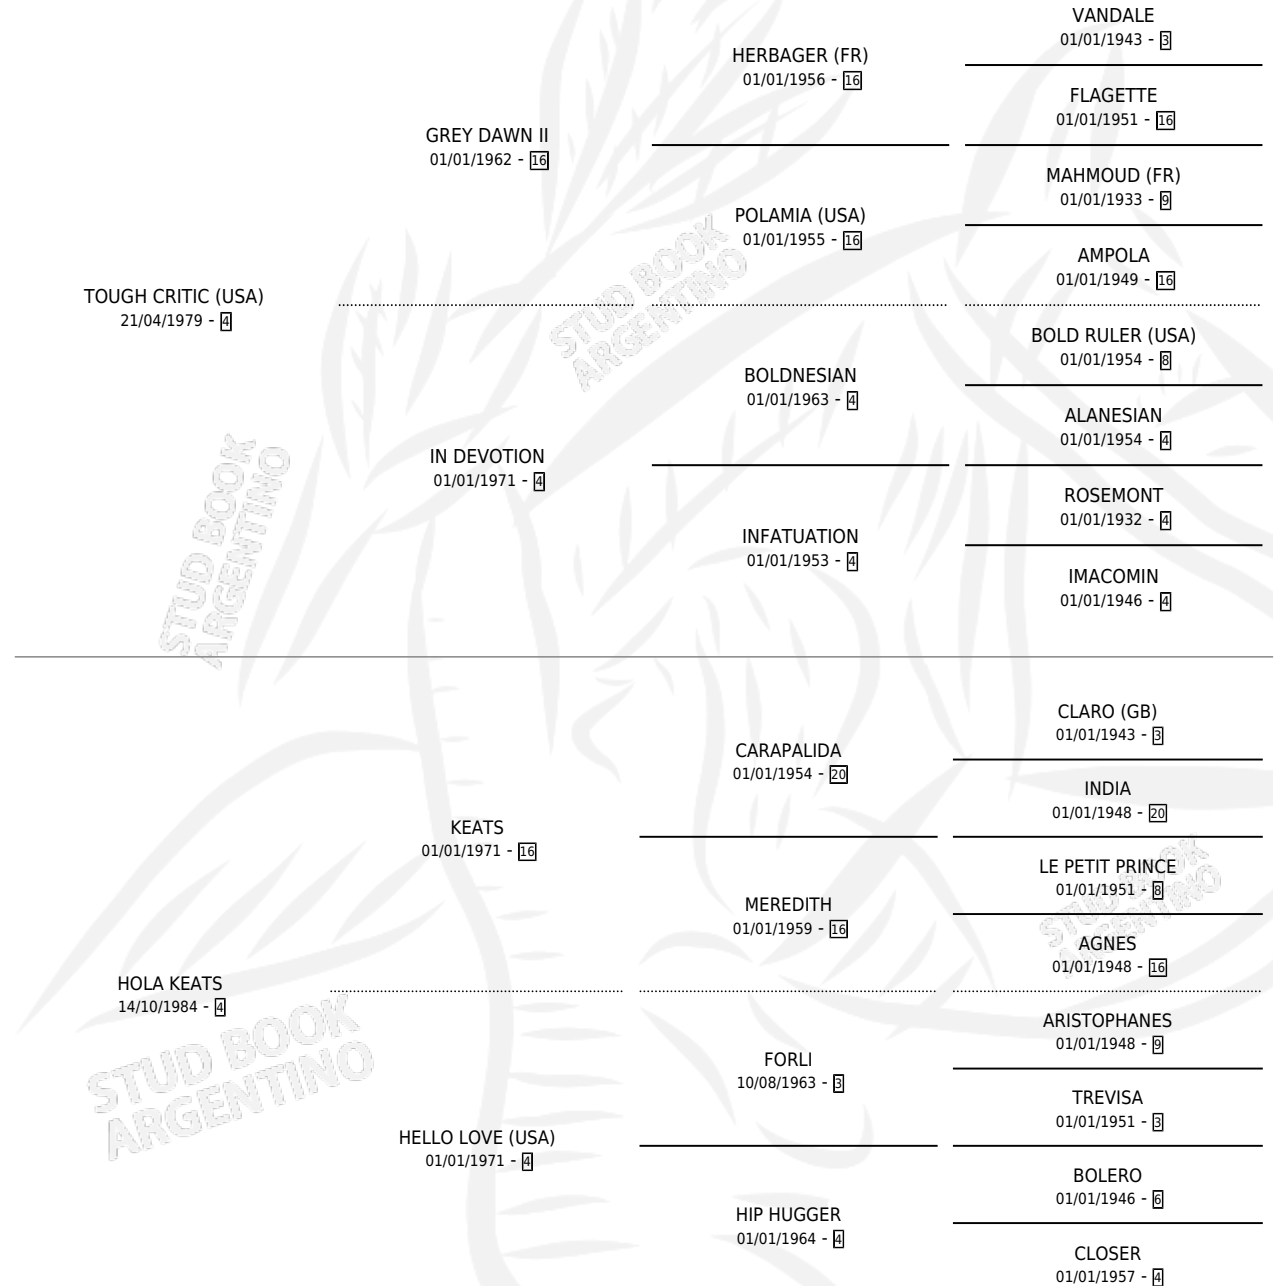 TOUGH CRITIC (USA)
21/04/1979 - 4
GREY DAWN II
01/01/1962 - 16
HERBAGER (FR)
01/01/1956 - 16
VANDALE
01/01/1943 - 3
FLAGETTE
01/01/1951 - 16
POLAMIA (USA)
01/01/1955 - 16
MAHMOUD (FR)
01/01/1933 - 9
AMPOLA
01/01/1949 - 16
IN DEVOTION
01/01/1971 - 4
BOLDNESIAN
01/01/1963 - 4
BOLD RULER (USA)
01/01/1954 - 8
ALANESIAN
01/01/1954 - 4
INFATUATION
01/01/1953 - 4
ROSEMONT
01/01/1932 - 4
IMACOMIN
01/01/1946 - 4
HOLA KEATS
14/10/1984 - 4
KEATS
01/01/1971 - 16
CARAPALIDA
01/01/1954 - 20
CLARO (GB)
01/01/1943 - 3
INDIA
01/01/1948 - 20
MEREDITH
01/01/1959 - 16
LE PETIT PRINCE
01/01/1951 - 8
AGNES
01/01/1948 - 16
HELLO LOVE (USA)
01/01/1971 - 4
FORLI
10/08/1963 - 3
ARISTOPHANES
01/01/1948 - 9
TREVISA
01/01/1951 - 3
HIP HUGGER
01/01/1964 - 4
BOLERO
01/01/1946 - 6
CLOSER
01/01/1957 - 4
STUD BOOK
ARGENTINO
STUD BOOK
ARGENTINO
STUD BOOK
ARGENTINO
STUD BOOK
ARGENTINO